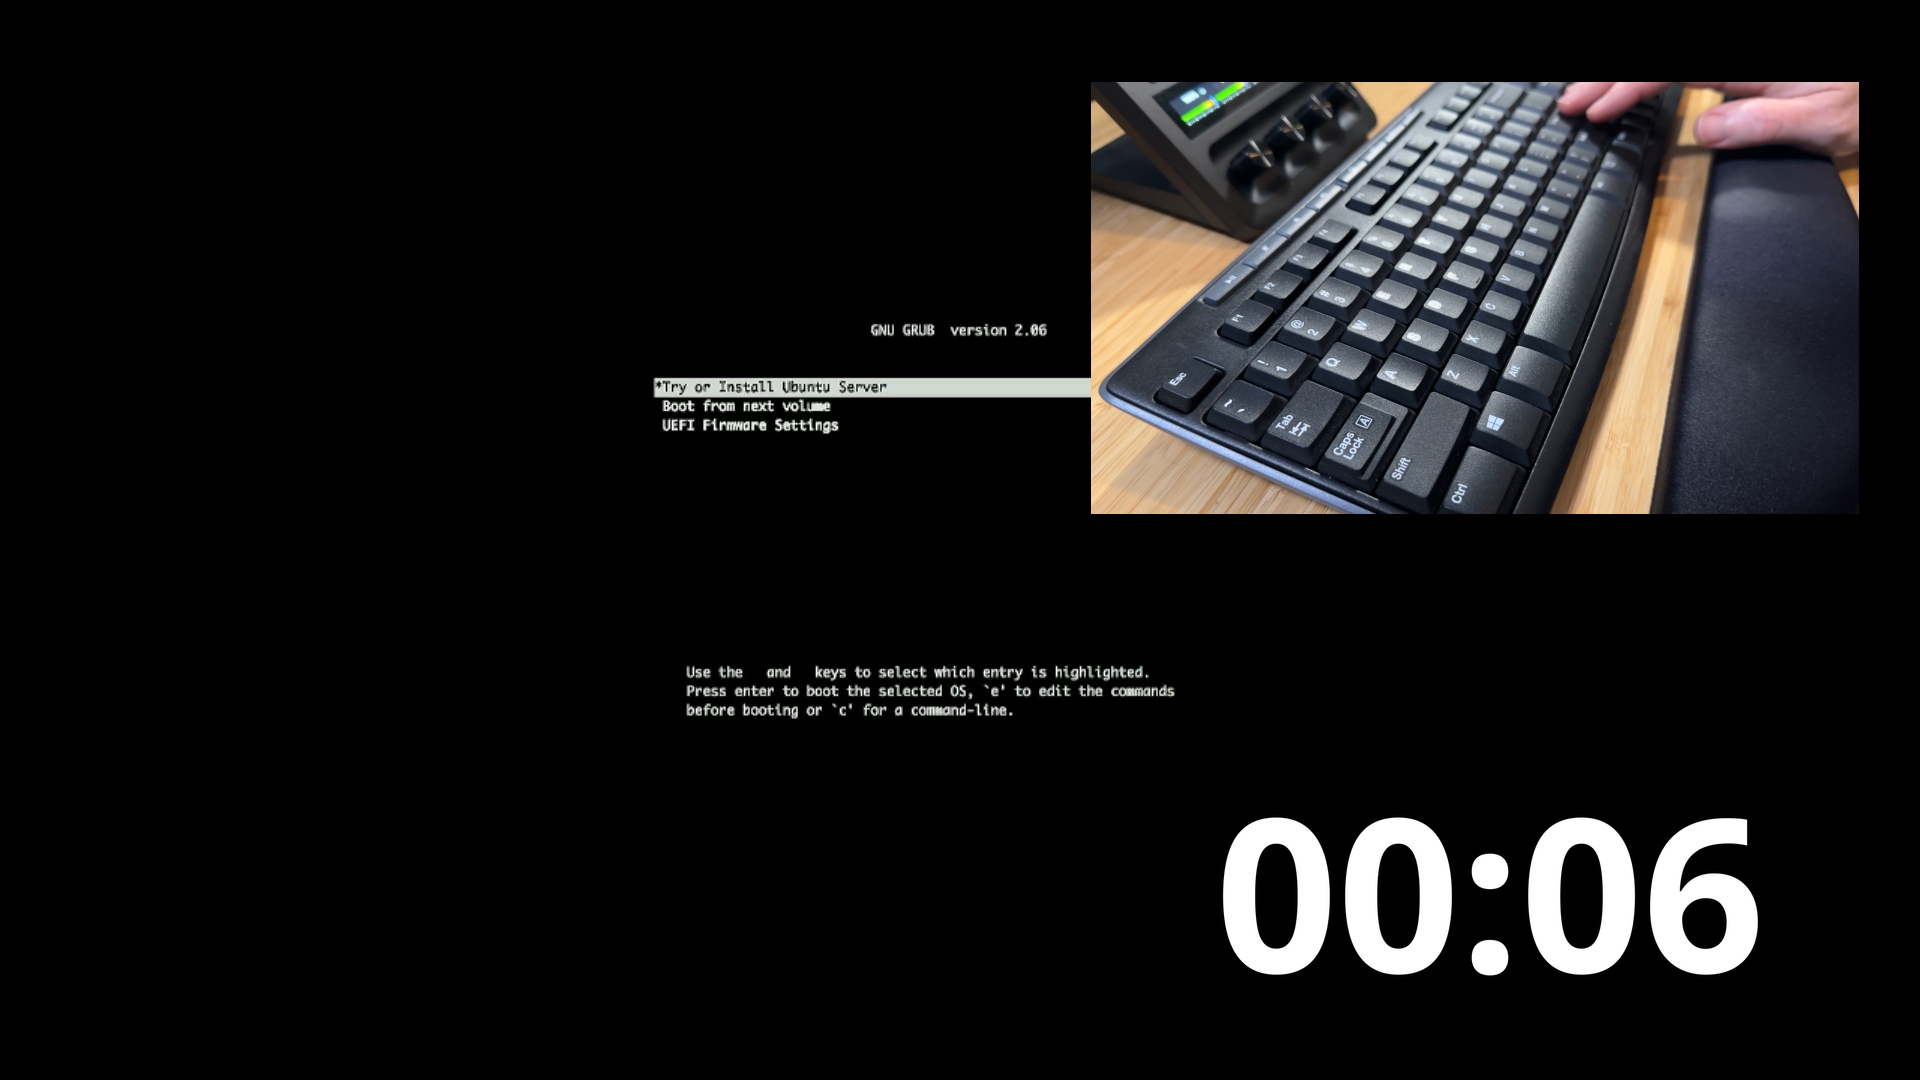 GNU GRUB  version 2.06
*Try or Install Ubuntu Server
Boot from next volume
UEFI Firmware Settings
Use the   and   keys to select which entry is highlighted.
Press enter to boot the selected OS, `e' to edit the commands
before booting or `c' for a command-line.
Esc
F1
F2
F3
! 1
@ 2
# 3
Tab
Q
W
Caps Lock A
A
Shift
Z
X
C
V
B
Ctrl
Alt
00:06